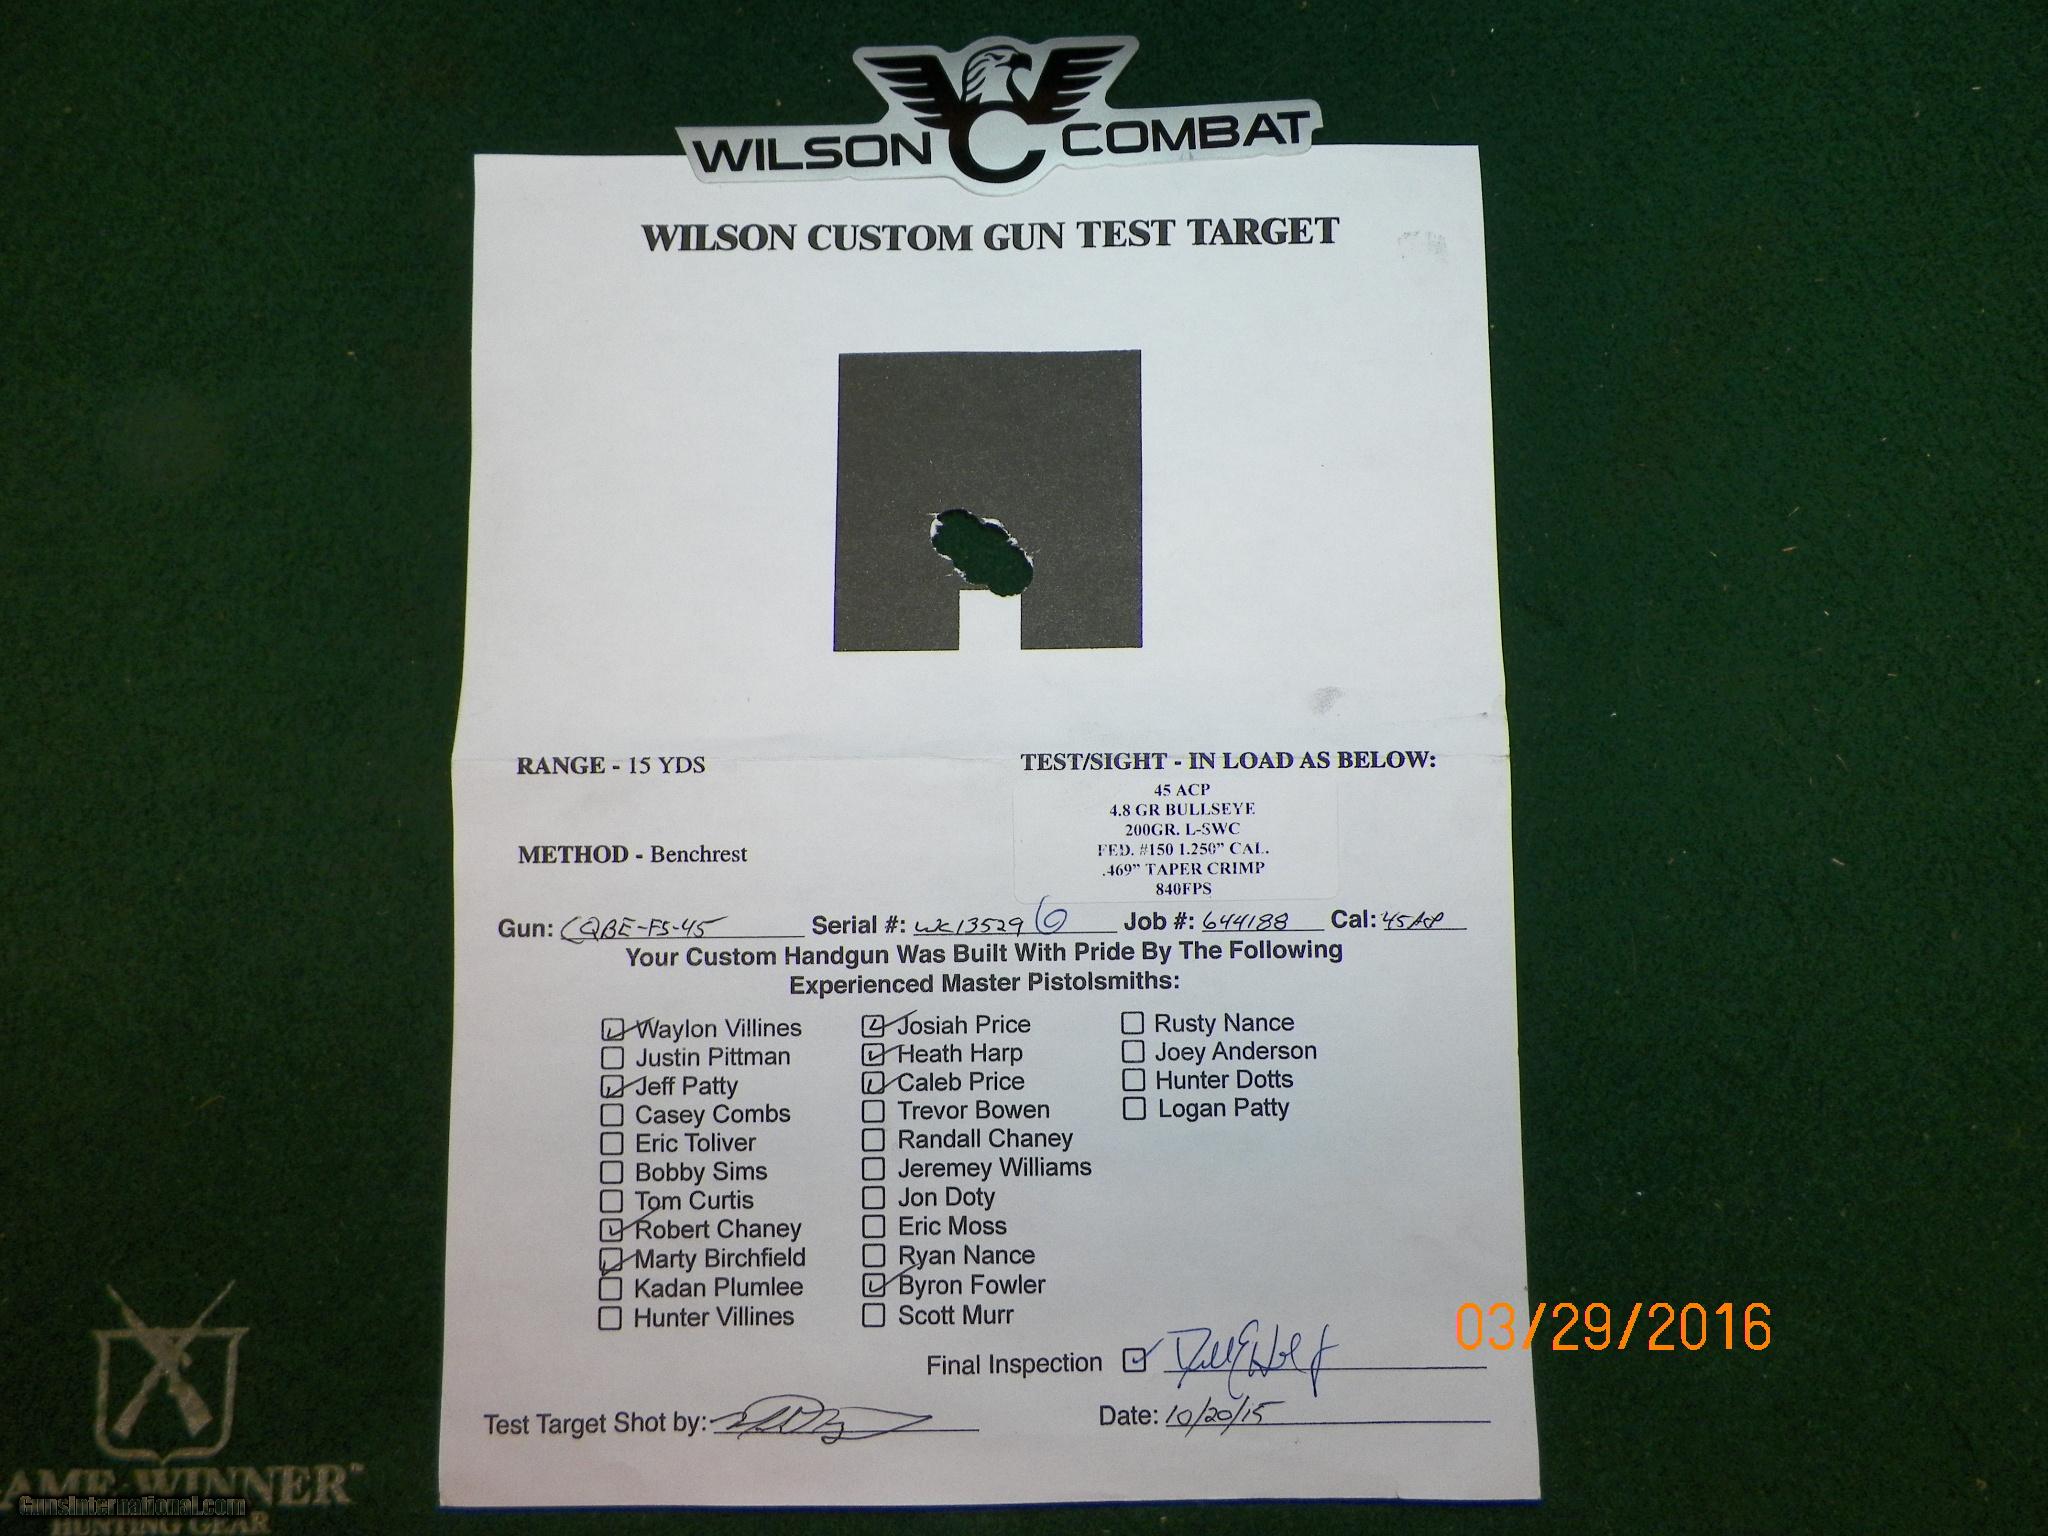 WILSON COMBAT
WILSON CUSTOM GUN TEST TARGET
RANGE - 15 YDS
TEST/SIGHT - IN LOAD AS BELOW:
45 ACP
4.8 GR BULLSEYE
200GR. L-SWC
FED. #150 1.250" CAL.
.469" TAPER CRIMP
840FPS
METHOD - Benchrest
Gun: CQBE-FS-45 Serial #: WC13529 6 Job #: 644188 Cal: 45ACP
Your Custom Handgun Was Built With Pride By The Following
Experienced Master Pistolsmiths:
Waylon Villines
Justin Pittman
Jeff Patty
Casey Combs
Eric Toliver
Bobby Sims
Tom Curtis
Robert Chaney
Marty Birchfield
Kadan Plumlee
Hunter Villines
Josiah Price
Heath Harp
Caleb Price
Trevor Bowen
Randall Chaney
Jeremey Williams
Jon Doty
Eric Moss
Ryan Nance
Byron Fowler
Scott Murr
Rusty Nance
Joey Anderson
Hunter Dotts
Logan Patty
Final Inspection
Test Target Shot by:
Date: 10/20/15
03/29/2016
AME WINNER™
HUNTING GEAR
GunsInternational.com